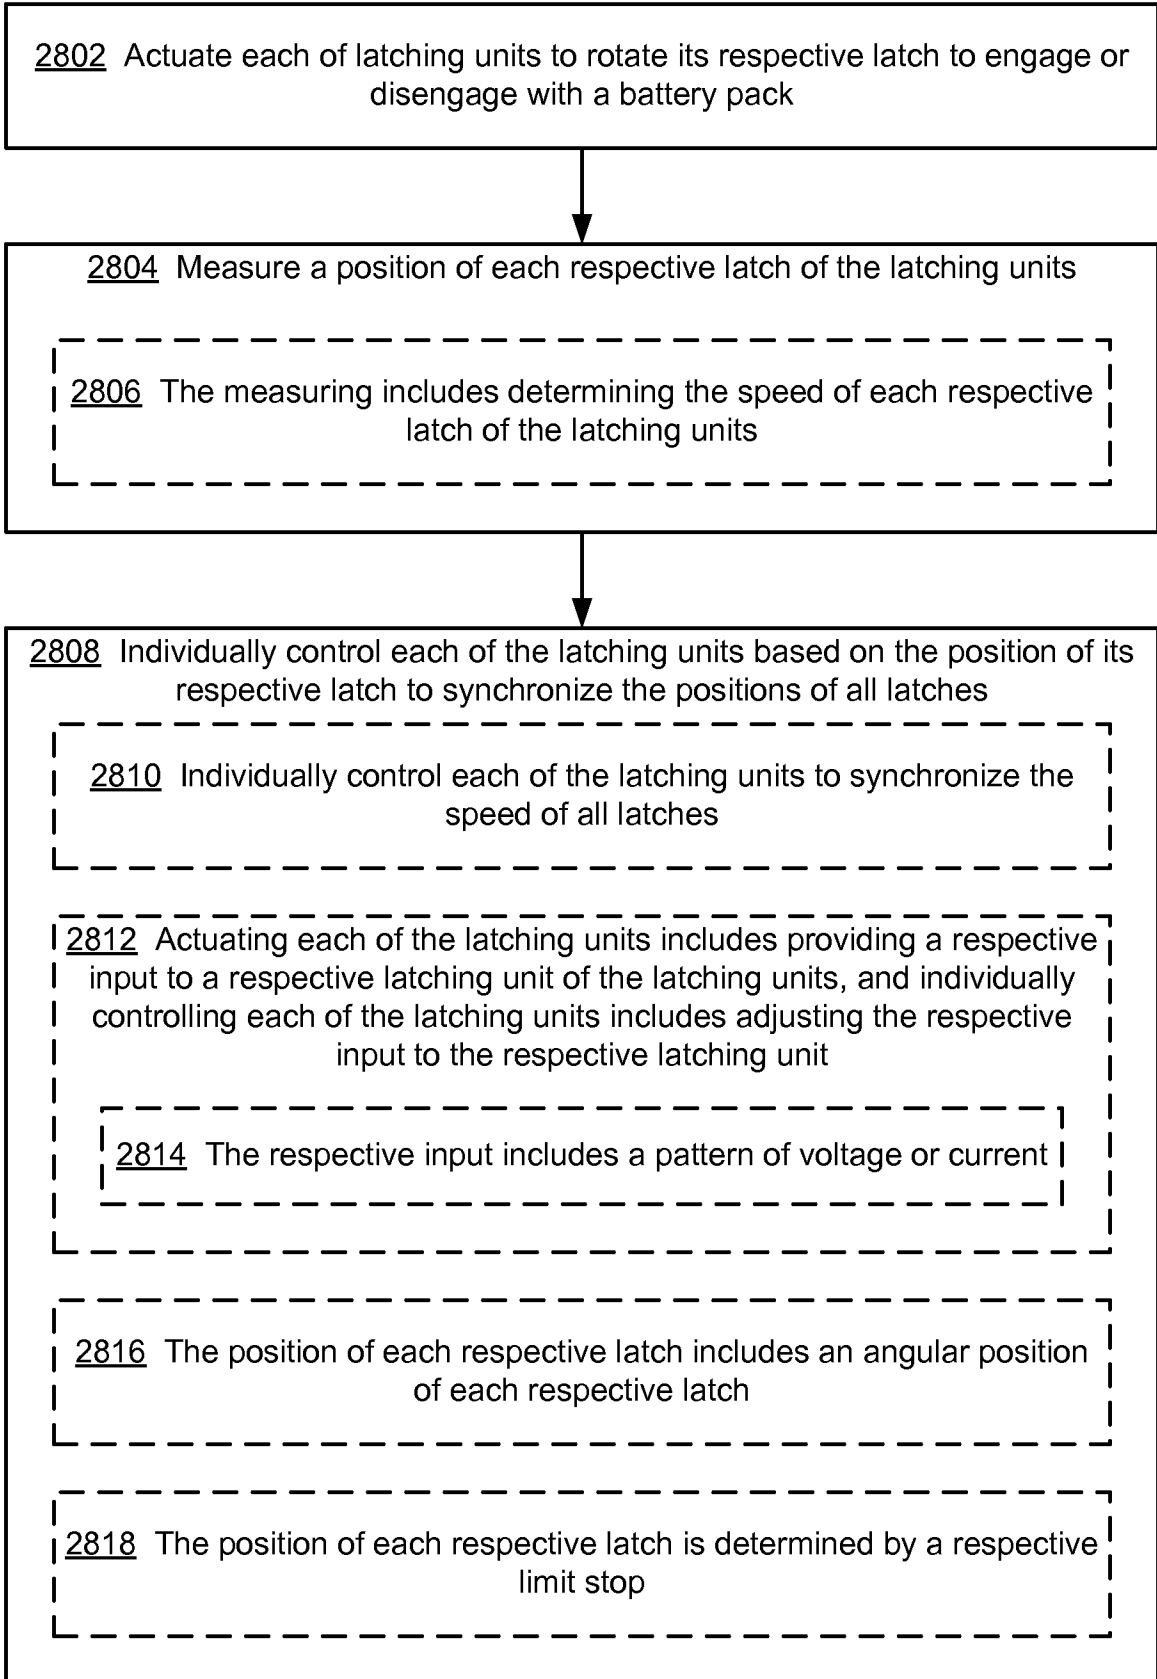 2802 Actuate each of latching units to rotate its respective latch to engage or
disengage with a battery pack
2804 Measure a position of each respective latch of the latching units
2806 The measuring includes determining the speed of each respective
latch of the latching units
2808 Individually control each of the latching units based on the position of its
respective latch to synchronize the positions of all latches
2810 Individually control each of the latching units to synchronize the
speed of all latches
2812 Actuating each of the latching units includes providing a respective
input to a respective latching unit of the latching units, and individually
controlling each of the latching units includes adjusting the respective
input to the respective latching unit
2814 The respective input includes a pattern of voltage or current
2816 The position of each respective latch includes an angular position
of each respective latch
2818 The position of each respective latch is determined by a respective
limit stop